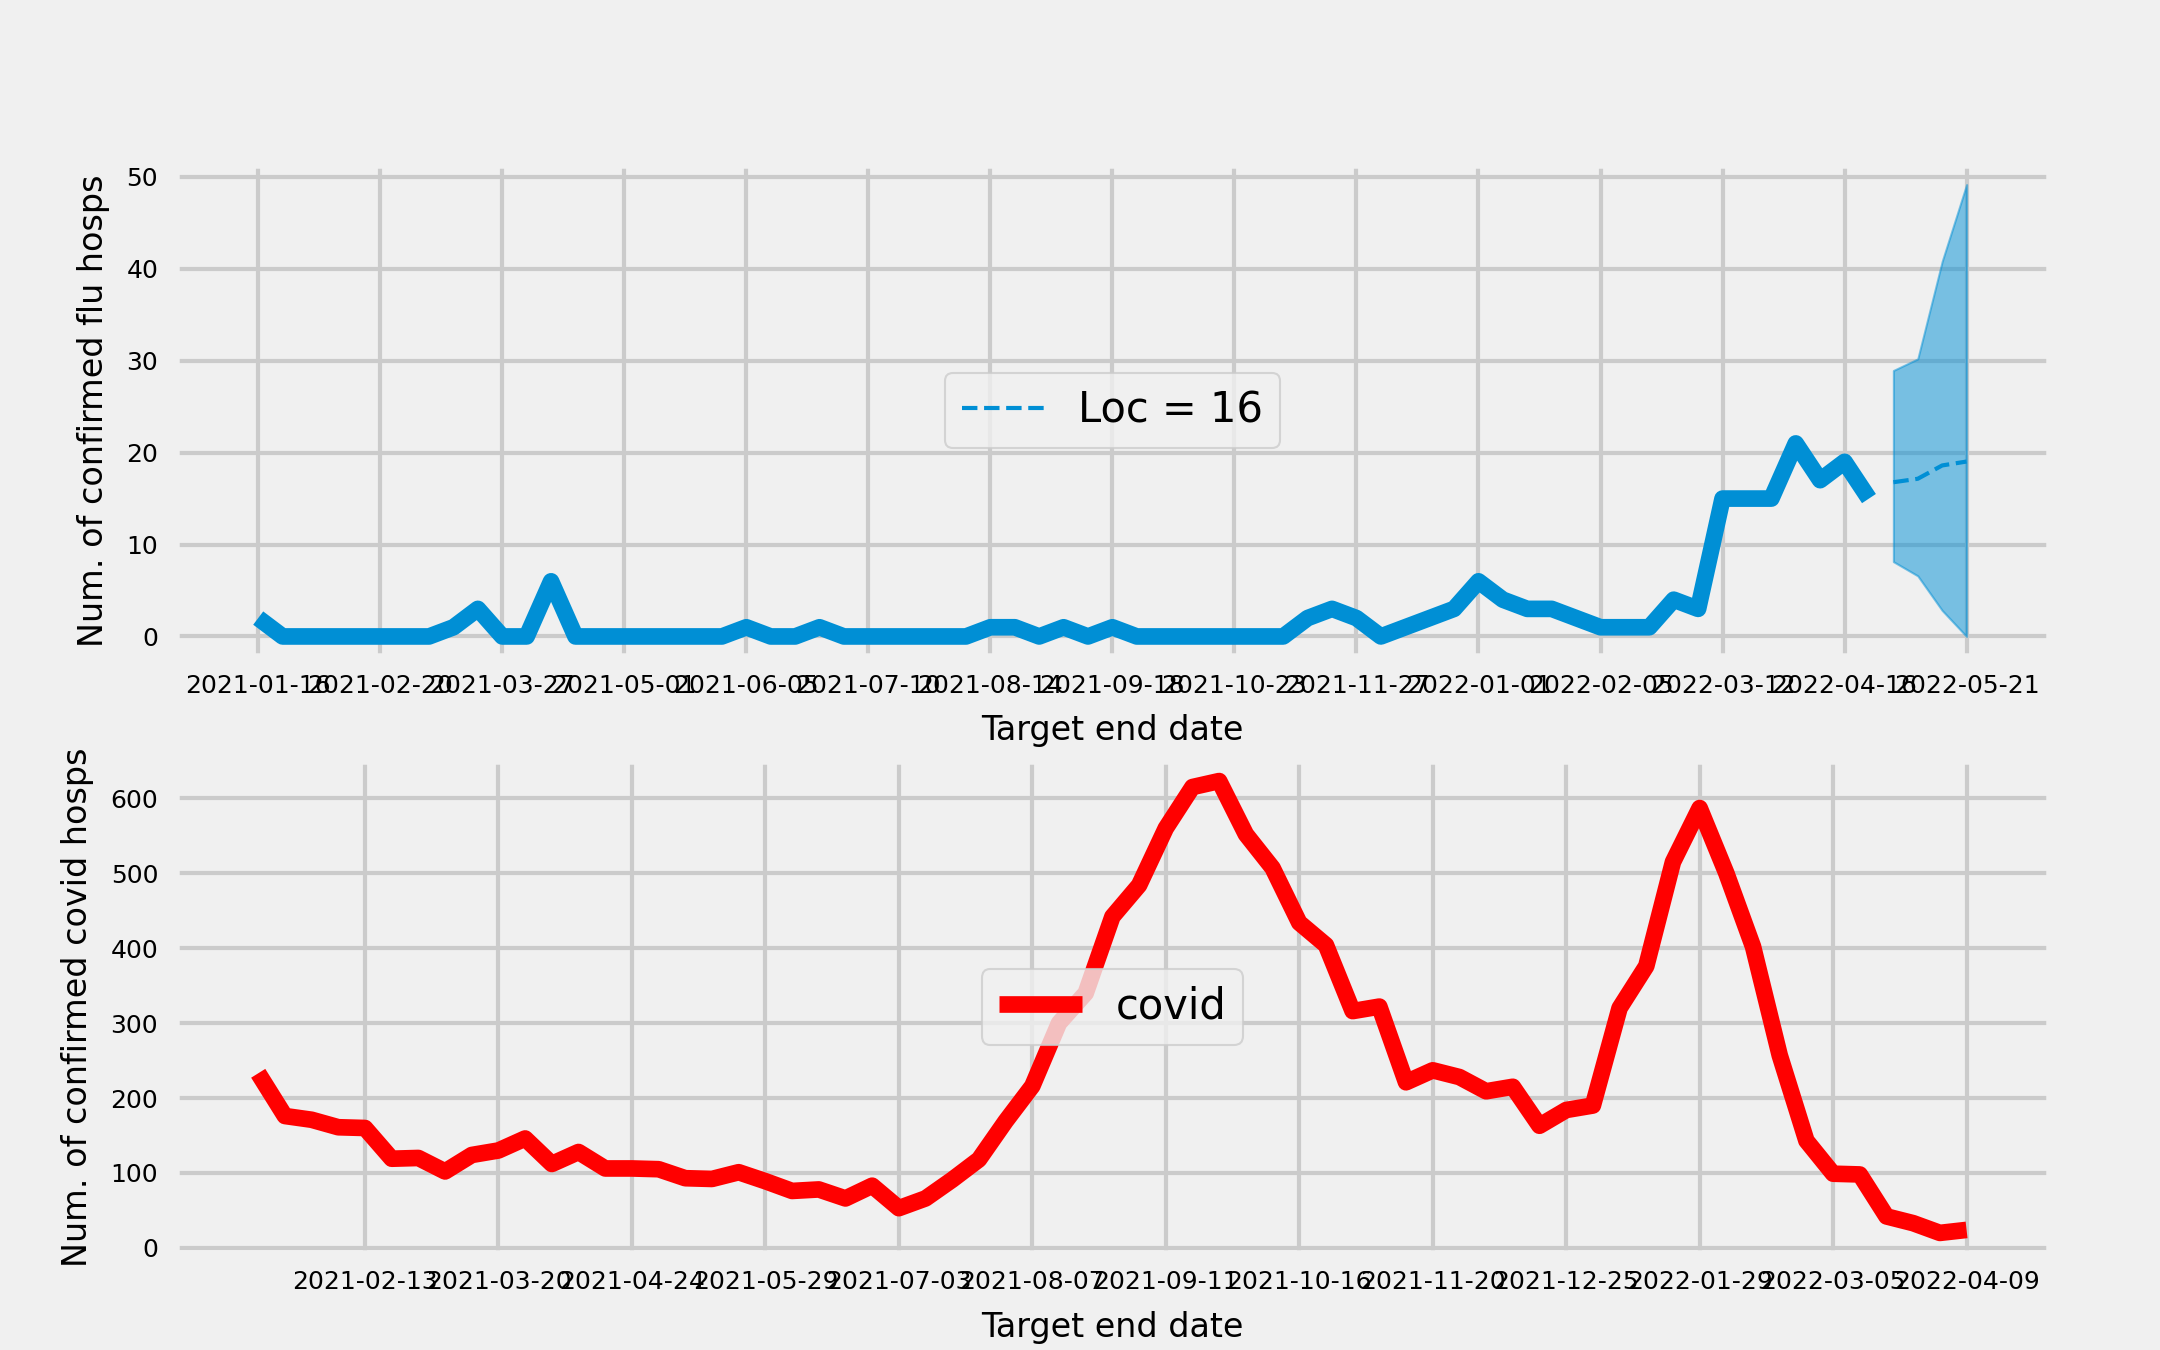 Num. of confirmed flu hosps
50
40
30
20
10
0
Loc = 16
2021-01-16 2021-02-20 2021-03-27 2021-05-01 2021-06-05 2021-07-10 2021-08-14 2021-09-18 2021-10-23 2021-11-27 2022-01-01 2022-02-05 2022-03-12 2022-04-16 2022-05-21
Target end date
Num. of confirmed covid hosps
600
500
400
300
200
100
0
covid
2021-02-13 2021-03-20 2021-04-24 2021-05-29 2021-07-03 2021-08-07 2021-09-11 2021-10-16 2021-11-20 2021-12-25 2022-01-29 2022-03-05 2022-04-09
Target end date